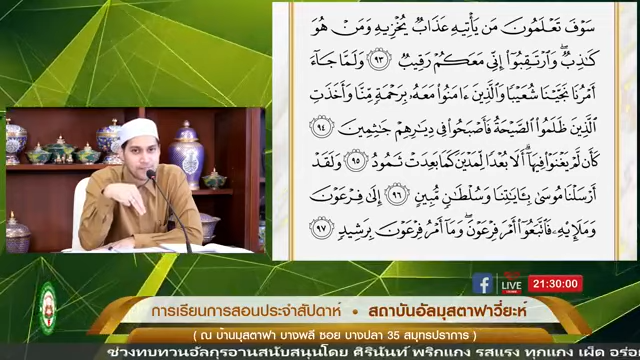 سَوْفَ تَعْلَمُونَ مَن يَأْتِيهِ عَذَابٌ يُخْزِيهِ وَمَنْ هُوَ
كَٰذِبٌ ۖ وَٱرْتَقِبُوٓا۟ إِنِّى مَعَكُمْ رَقِيبٌ ٩٣ وَلَمَّا جَآءَ
أَمْرُنَا نَجَّيْنَا شُعَيْبًا وَٱلَّذِينَ ءَامَنُوا۟ مَعَهُۥ بِرَحْمَةٍ مِّنَّا وَأَخَذَتِ
ٱلَّذِينَ ظَلَمُوا۟ ٱلصَّيْحَةُ فَأَصْبَحُوا۟ فِى دِيَٰرِهِمْ جَٰثِمِينَ ٩٤
كَأَن لَّمْ يَغْنَوْا۟ فِيهَآ ۗ أَلَا بُعْدًا لِّمَدْيَنَ كَمَا بَعِدَتْ ثَمُودُ ٩٥ وَلَقَدْ
أَرْسَلْنَا مُوسَىٰ بِـَٔايَٰتِنَا وَسُلْطَٰنٍ مُّبِينٍ ٩٦ إِلَىٰ فِرْعَوْنَ
وَمَلَإِي۟هِۦ فَٱتَّبَعُوٓا۟ أَمْرَ فِرْعَوْنَ ۖ وَمَآ أَمْرُ فِرْعَوْنَ بِرَشِيدٍ ٩٧
LIVE 21:30:00
การเรียนการสอนประจำสัปดาห์ • สถาบันอัลมุสตาฟาวียะห์
( ณ บ้านมุสตาฟา บางพลี ซอย บางปลา 35 สมุทรปราการ )
ช่วงทบทวนอัลกุรอานสนับสนุนโดย ศิรินันท์ พริกแกง รสแรง ทุกแกง เผ็ด อร่อ